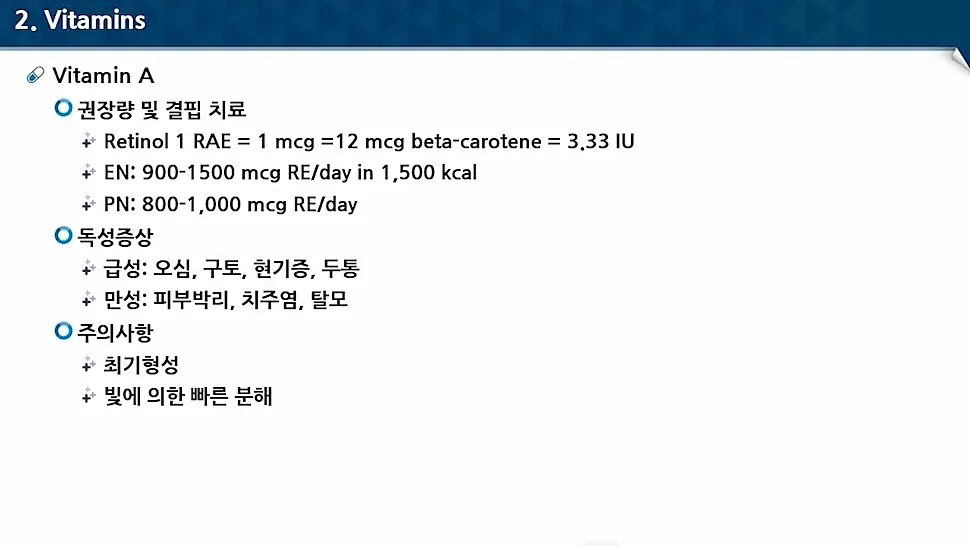 2. Vitamins
Vitamin A
권장량 및 결핍 치료
Retinol 1 RAE = 1 mcg =12 mcg beta-carotene = 3.33 IU
EN: 900-1500 mcg RE/day in 1,500 kcal
PN: 800-1,000 mcg RE/day
독성증상
급성: 오심, 구토, 현기증, 두통
만성: 피부박리, 치주염, 탈모
주의사항
최기형성
빛에 의한 빠른 분해